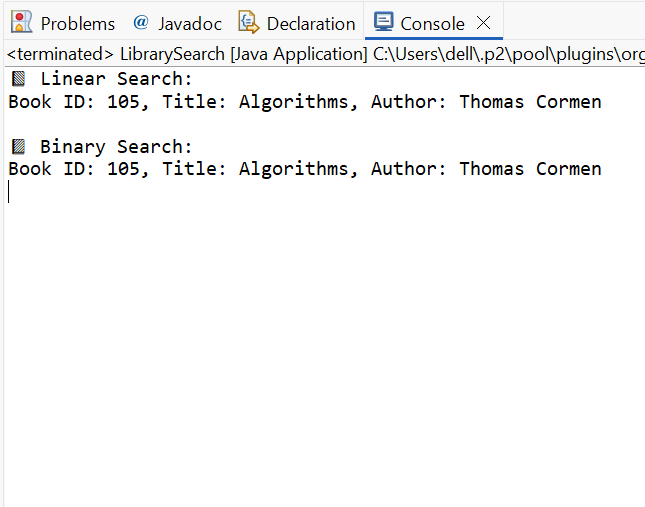 Problems @ Javadoc Declaration Console
<terminated> LibrarySearch [Java Application] C:\Users\dell\.p2\pool\plugins\org
📘 Linear Search:
Book ID: 105, Title: Algorithms, Author: Thomas Cormen
📘 Binary Search:
Book ID: 105, Title: Algorithms, Author: Thomas Cormen